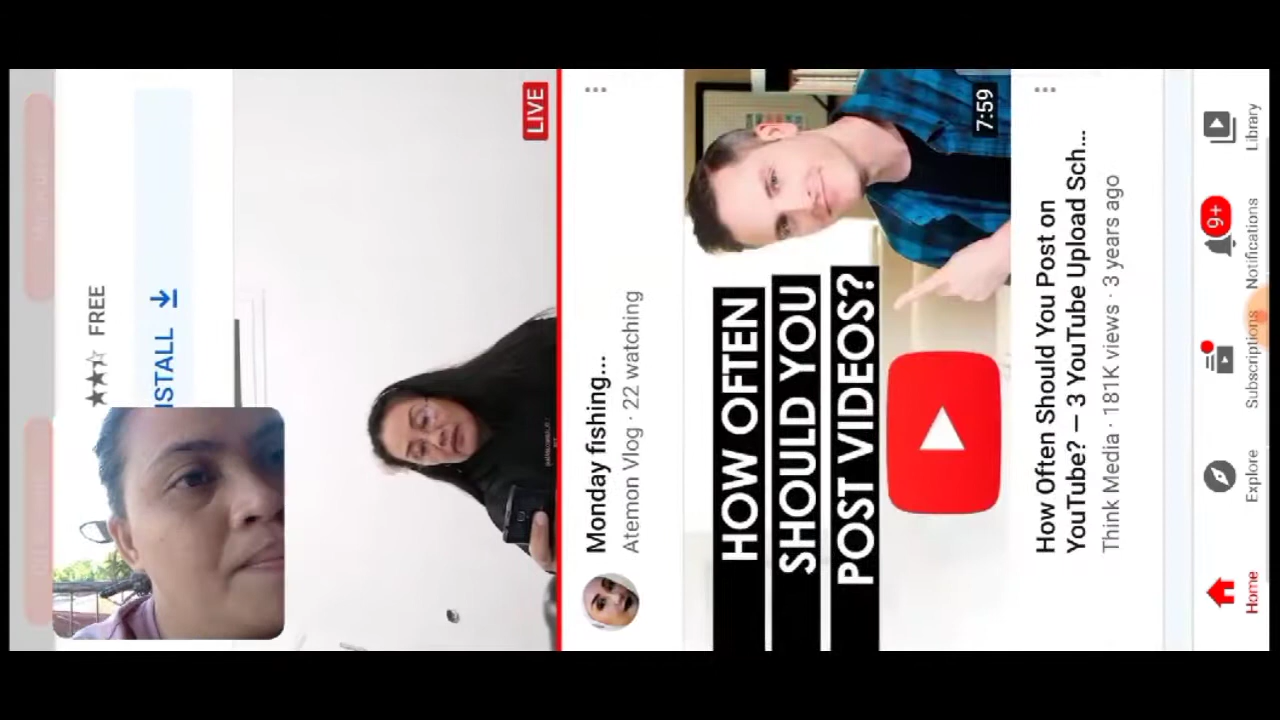 FREE
INSTALL
LIVE
Monday fishing...
Atemon Vlog · 22 watching
HOW OFTEN
SHOULD YOU
POST VIDEOS?
7:59
How Often Should You Post on
YouTube? – 3 YouTube Upload Sch...
Think Media · 181K views · 3 years ago
Home
Explore
Subscriptions
9+
Notifications
Library